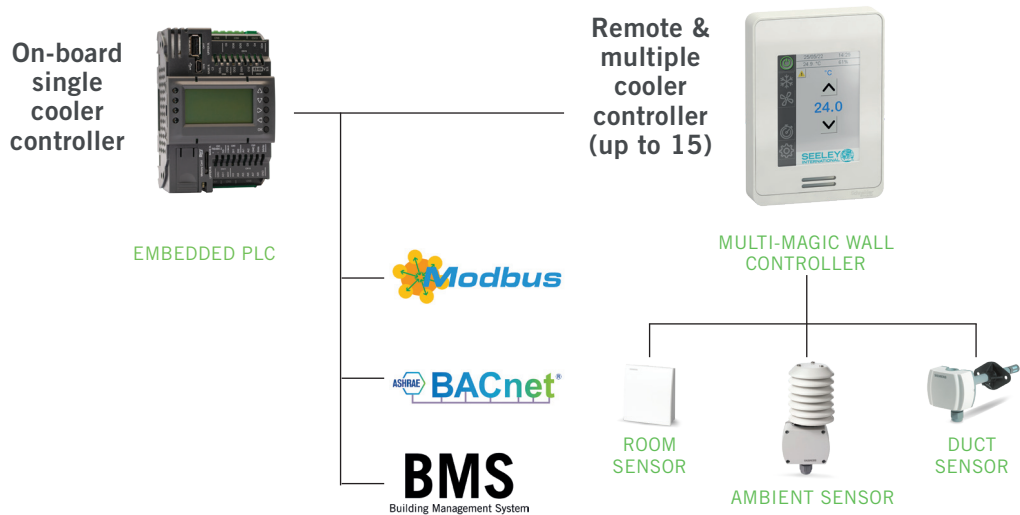 On-board
single
cooler
controller
EMBEDDED PLC
Remote &
multiple
cooler
controller
(up to 15)
°C
24.0
SEELEY
INTERNATIONAL
MULTI-MAGIC WALL
CONTROLLER
Modbus
ASHRAE BACnet®
BMS
Building Management System
ROOM
SENSOR
AMBIENT SENSOR
DUCT
SENSOR